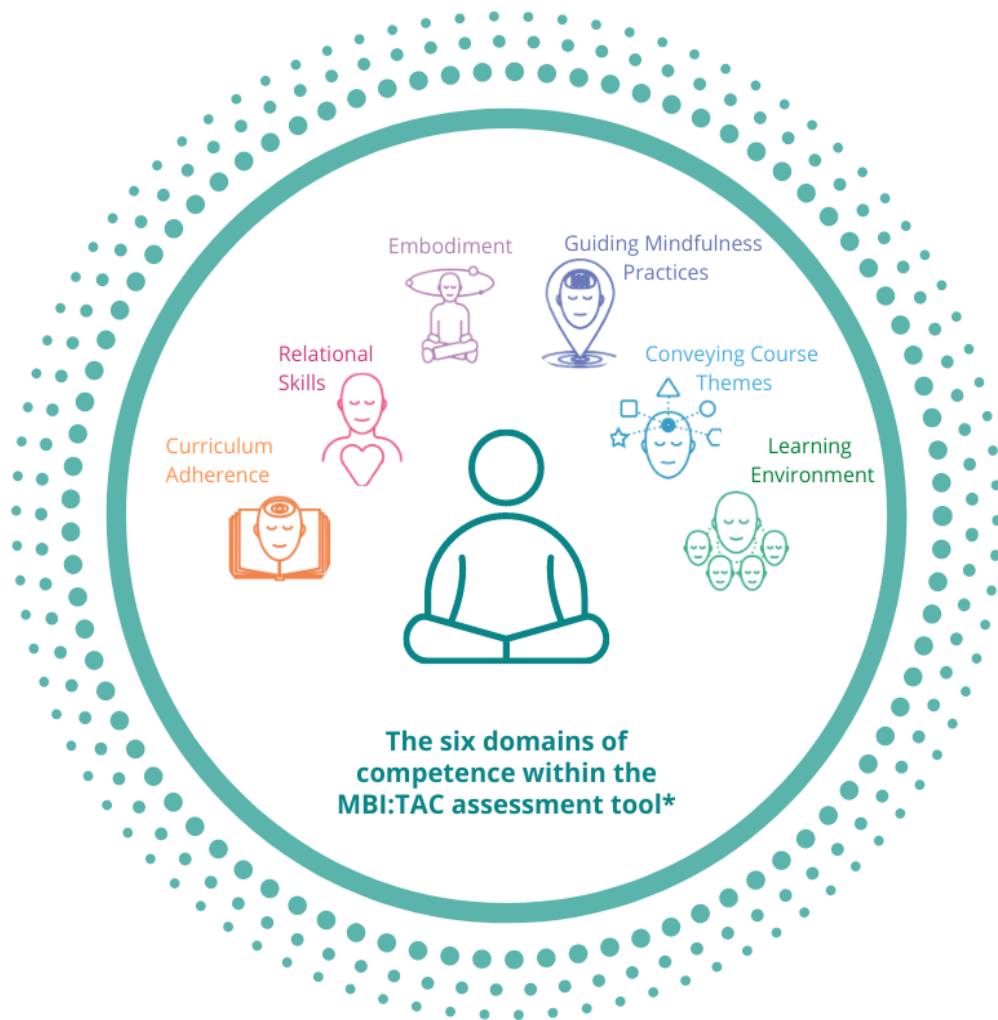 Embodiment
Guiding Mindfulness
Practices
Relational
Skills
Conveying Course
Themes
Curriculum
Adherence
Learning
Environment
The six domains of
competence within the
MBI:TAC assessment tool*